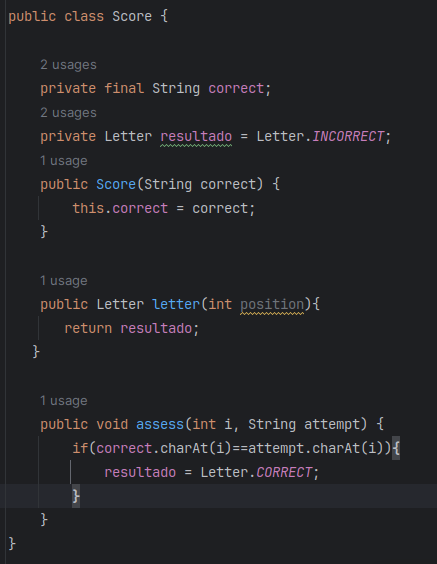 public class Score {
2 usages
private final String correct;
2 usages
private Letter resultado = Letter.INCORRECT;
1 usage
public Score(String correct) {
this.correct = correct;
}
1 usage
public Letter letter(int position){
return resultado;
}
1 usage
public void assess(int i, String attempt) {
if(correct.charAt(i)==attempt.charAt(i)){
resultado = Letter.CORRECT;
}
}
}